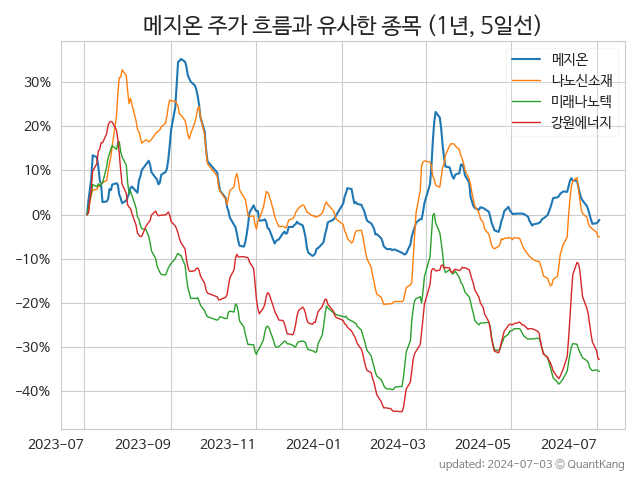 메지온 주가 흐름과 유사한 종목 (1년, 5일선)
메지온
나노신소재
미래나노텍
강원에너지
30%
20%
10%
0%
−10%
−20%
−30%
−40%
2023-07
2023-09
2023-11
2024-01
2024-03
2024-05
2024-07
updated: 2024-07-03 ⓒ QuantKang